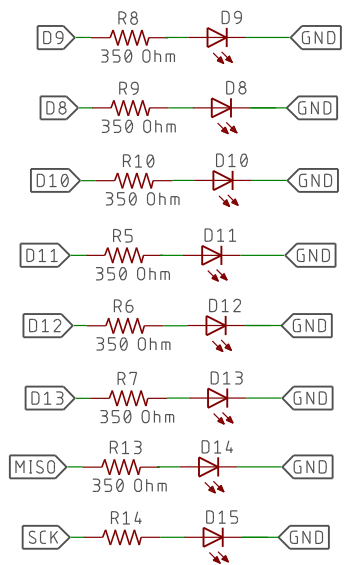 R8 D9
D9 GND
350 Ohm
R9 D8
D8 GND
350 Ohm
R10 D10
D10 GND
350 Ohm
R5 D11
D11 GND
350 Ohm
R6 D12
D12 GND
350 Ohm
R7 D13
D13 GND
350 Ohm
R13 D14
MISO GND
350 Ohm
R14 D15
SCK GND